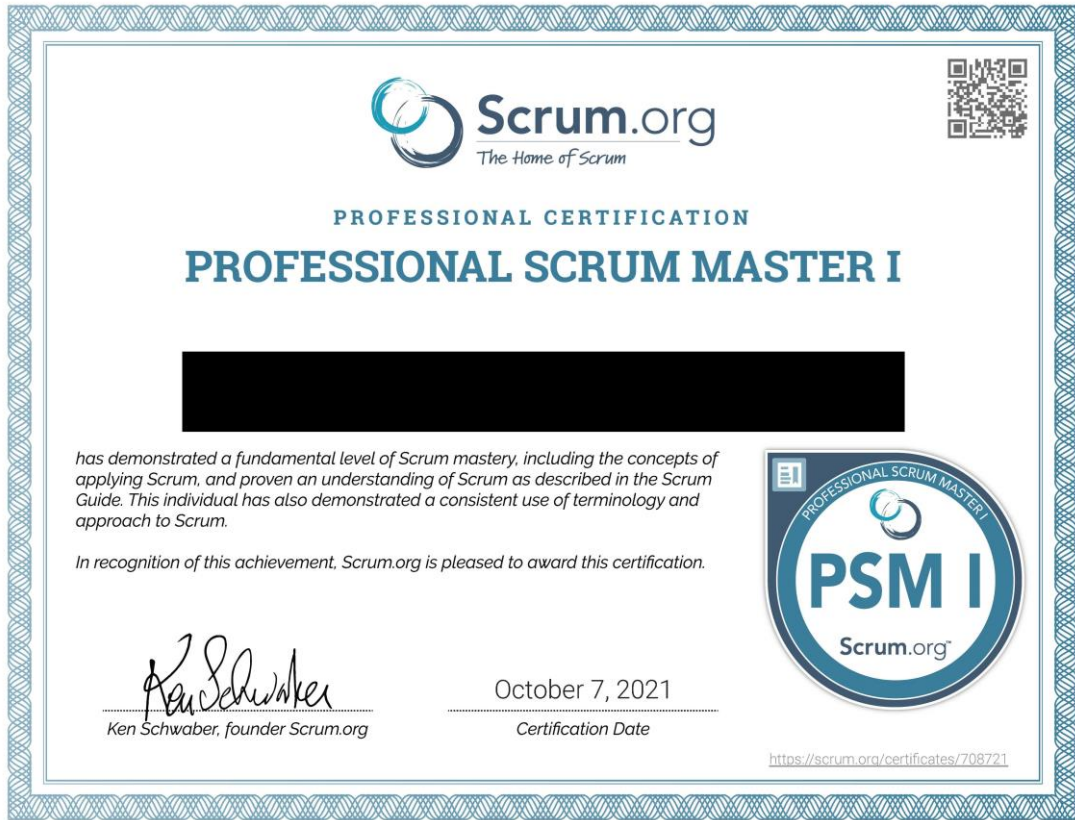 Scrum.org
The Home of Scrum
PROFESSIONAL CERTIFICATION
PROFESSIONAL SCRUM MASTER I
has demonstrated a fundamental level of Scrum mastery, including the concepts of
applying Scrum, and proven an understanding of Scrum as described in the Scrum
Guide. This individual has also demonstrated a consistent use of terminology and
approach to Scrum.
In recognition of this achievement, Scrum.org is pleased to award this certification.
PROFESSIONAL SCRUM MASTER I
PSM I
Scrum.org™
Ken Schwaber
October 7, 2021
Ken Schwaber, founder Scrum.org
Certification Date
https://scrum.org/certificates/708721